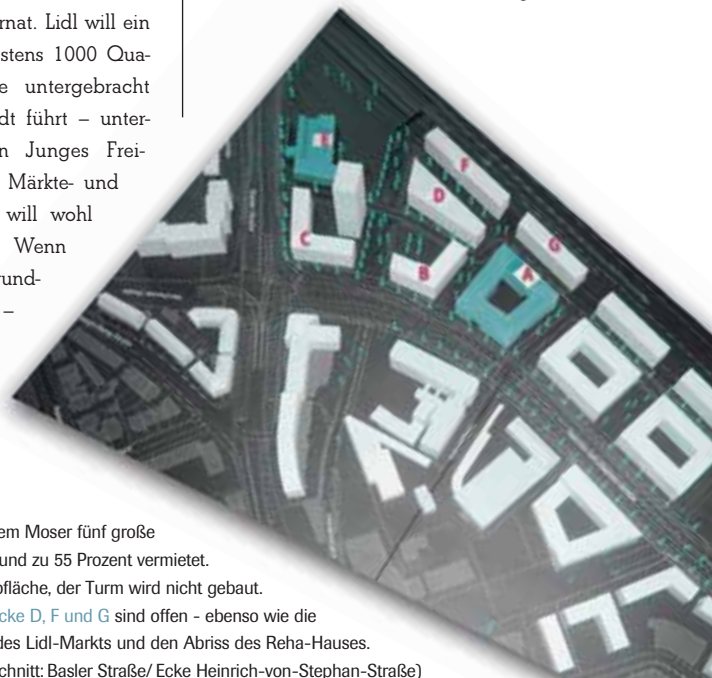 rnat. Lidl will ein
stens 1000 Qua-
e untergebracht
dt führt – unter-
n Junges Frei-
Märkte- und
will wohl
Wenn
und-
–
E
F
D
C
B
G
A
em Moser fünf große
und zu 55 Prozent vermietet.
ofläche, der Turm wird nicht gebaut.
cke D, F und G sind offen - ebenso wie die
des Lidl-Markts und den Abriss des Reha-Hauses.
chnitt: Basler Straße/ Ecke Heinrich-von-Stephan-Straße)